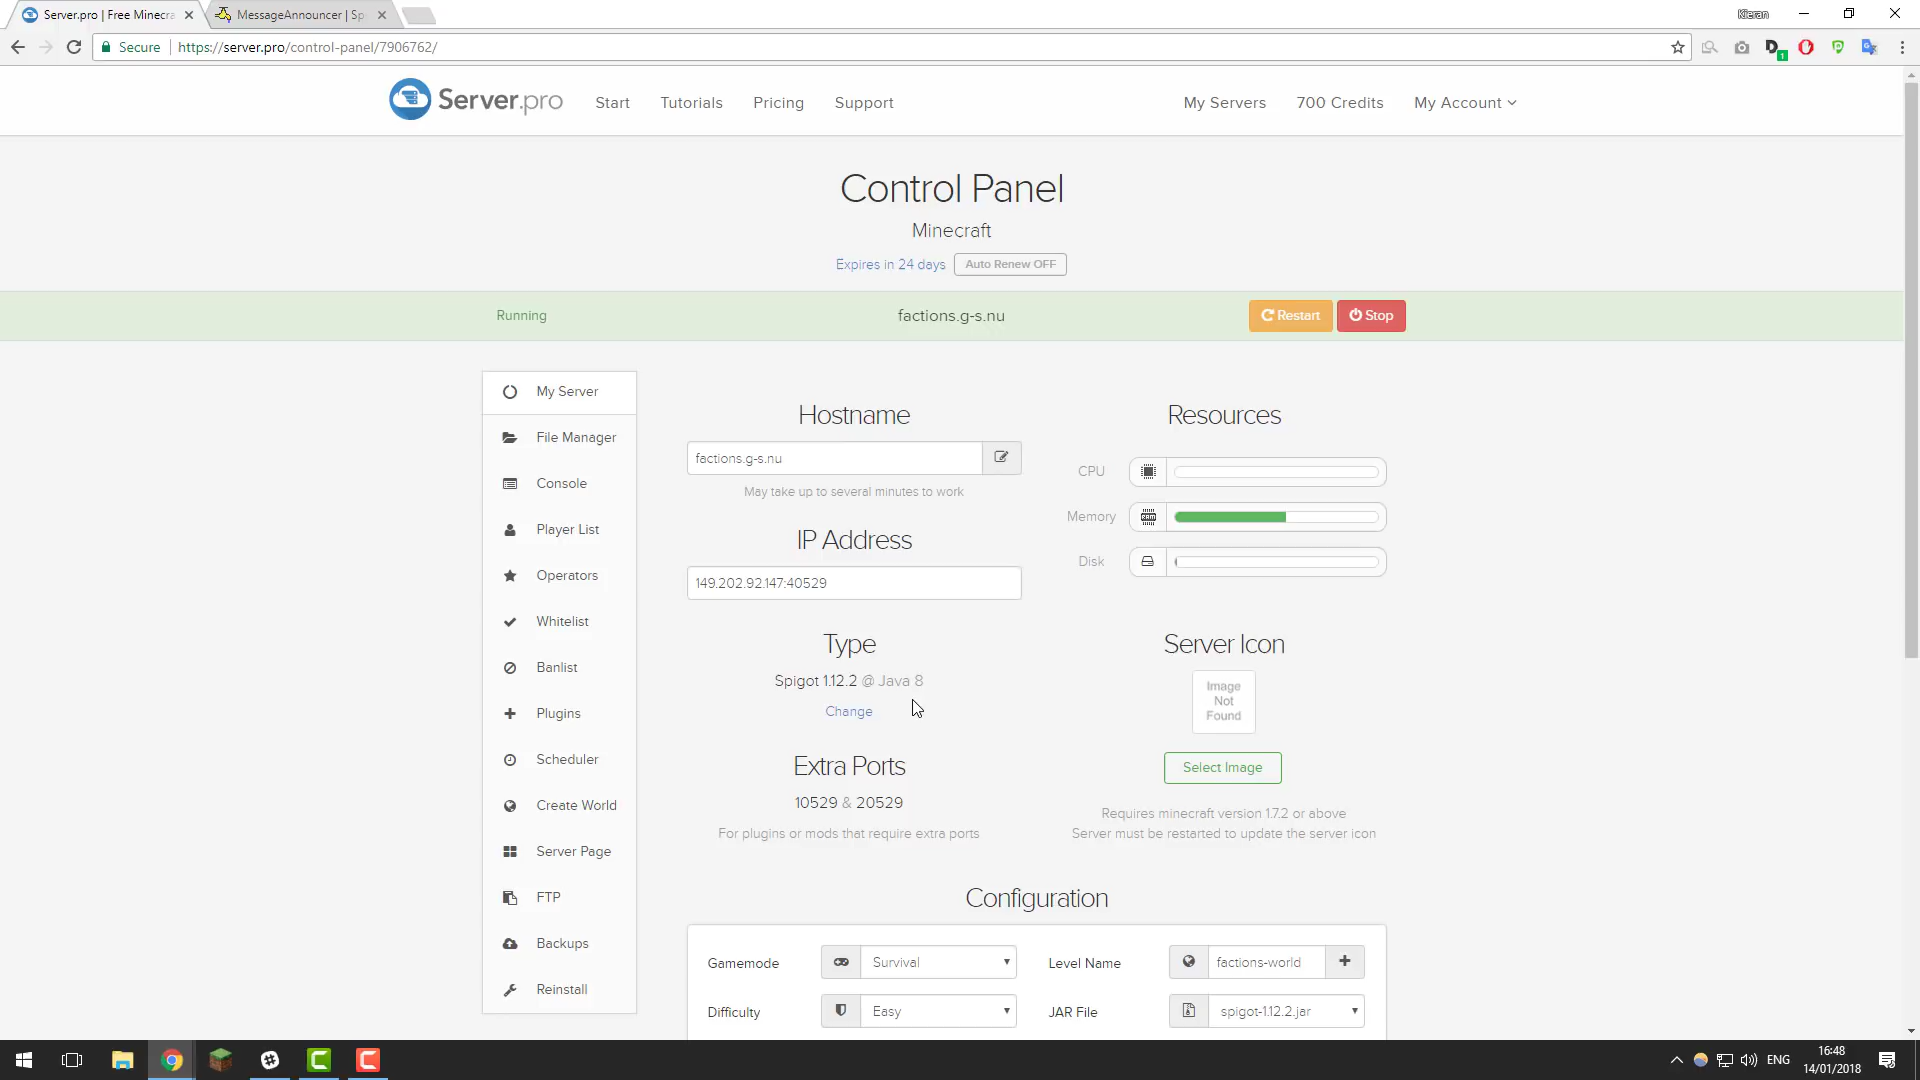 Server.pro | Free Minecra
MessageAnnouncer | Sp
Kieran
Secure
https://server.pro/control-panel/7906762/
D
1
Server.pro
Start
Tutorials
Pricing
Support
My Servers
700 Credits
My Account
Control Panel
Minecraft
Expires in 24 days
Auto Renew OFF
Running
factions.g-s.nu
Restart
Stop
My Server
File Manager
Console
Player List
Operators
Whitelist
Banlist
Plugins
Scheduler
Create World
Server Page
FTP
Backups
Reinstall
Hostname
factions.g-s.nu
May take up to several minutes to work
IP Address
149.202.92.147:40529
Type
Spigot 1.12.2 @ Java 8
Change
Extra Ports
10529 & 20529
For plugins or mods that require extra ports
Resources
CPU
Memory
Disk
Server Icon
Image
Not
Found
Select Image
Requires minecraft version 1.7.2 or above
Server must be restarted to update the server icon
Configuration
Gamemode
Survival
Level Name
factions-world
Difficulty
Easy
JAR File
spigot-1.12.2.jar
ENG
16:48
14/01/2018